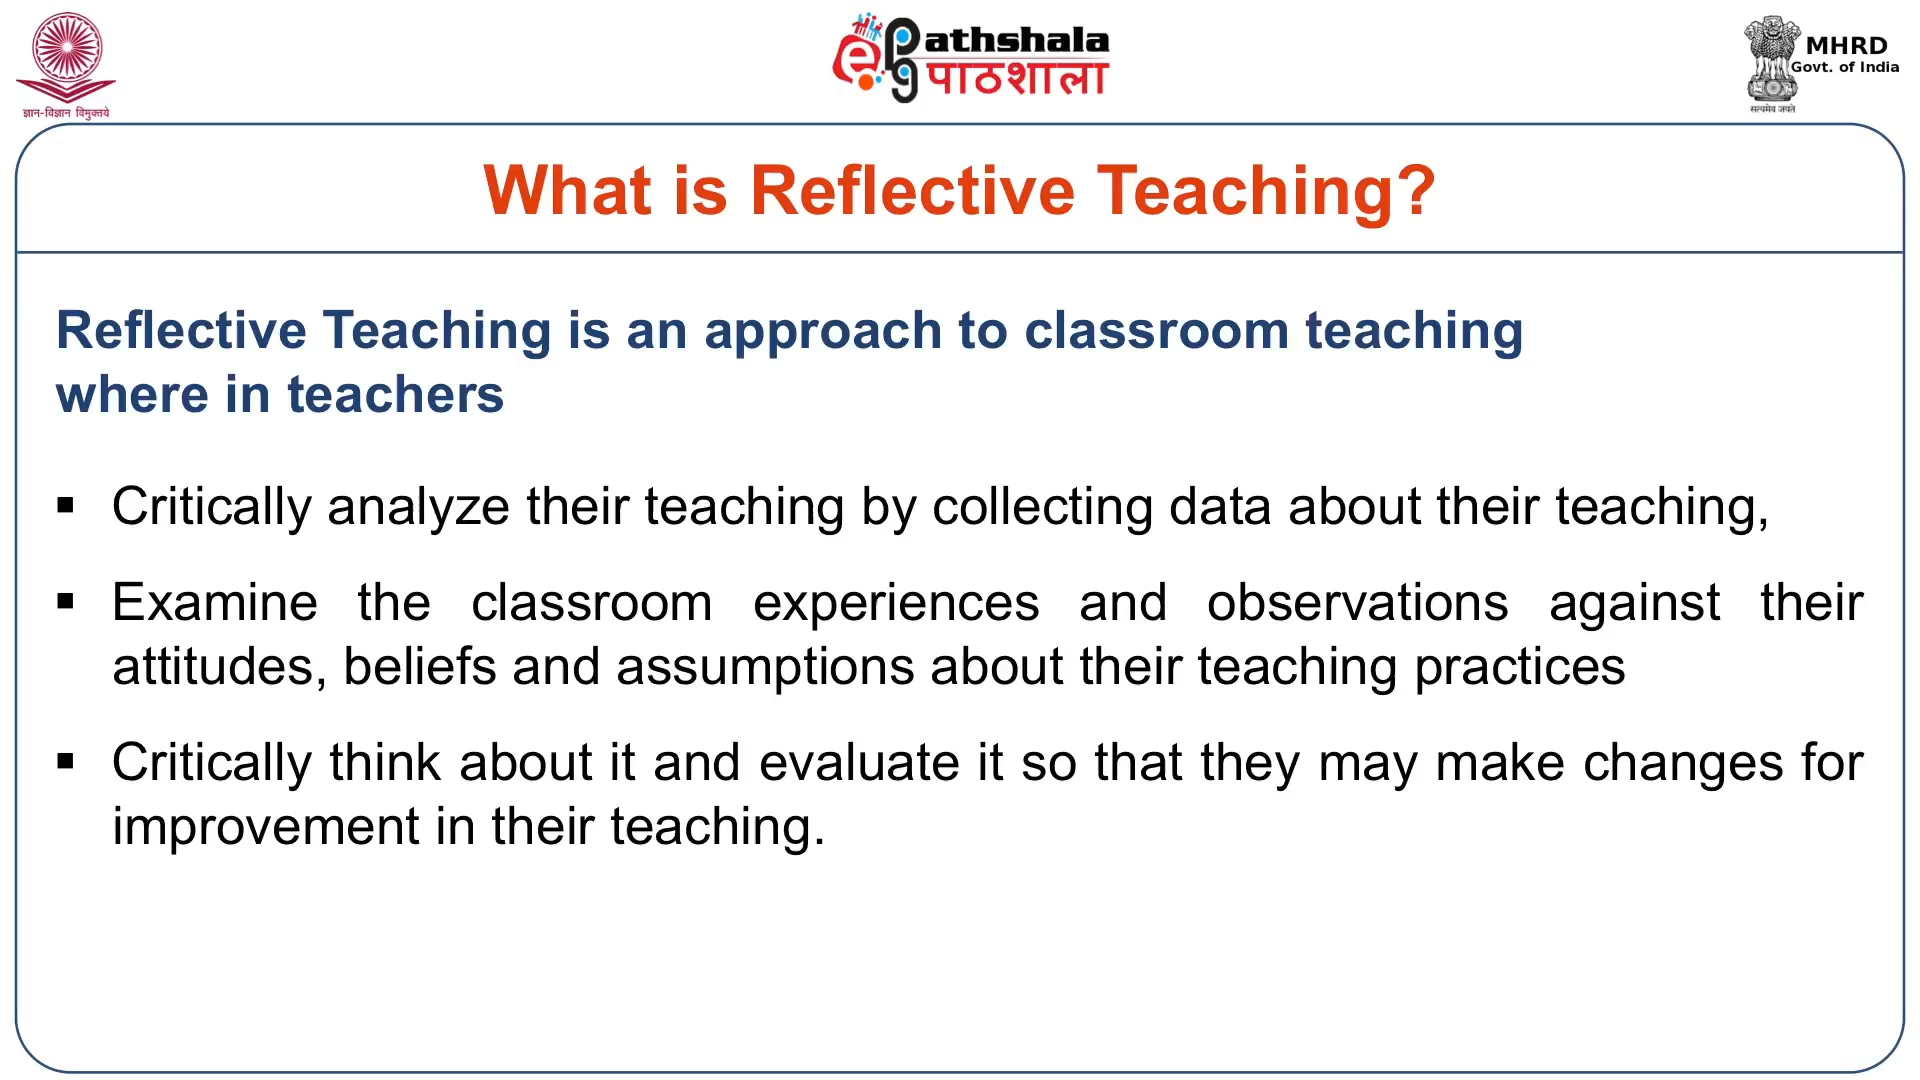 ज्ञान-विज्ञान विमुक्तये
e
pg
Pathshala
पाठशाला
MHRD
Govt. of India
सत्यमेव जयते
What is Reflective Teaching?
Reflective Teaching is an approach to classroom teaching
where in teachers
▪ Critically analyze their teaching by collecting data about their teaching,
▪ Examine the classroom experiences and observations against their
attitudes, beliefs and assumptions about their teaching practices
▪ Critically think about it and evaluate it so that they may make changes for
improvement in their teaching.